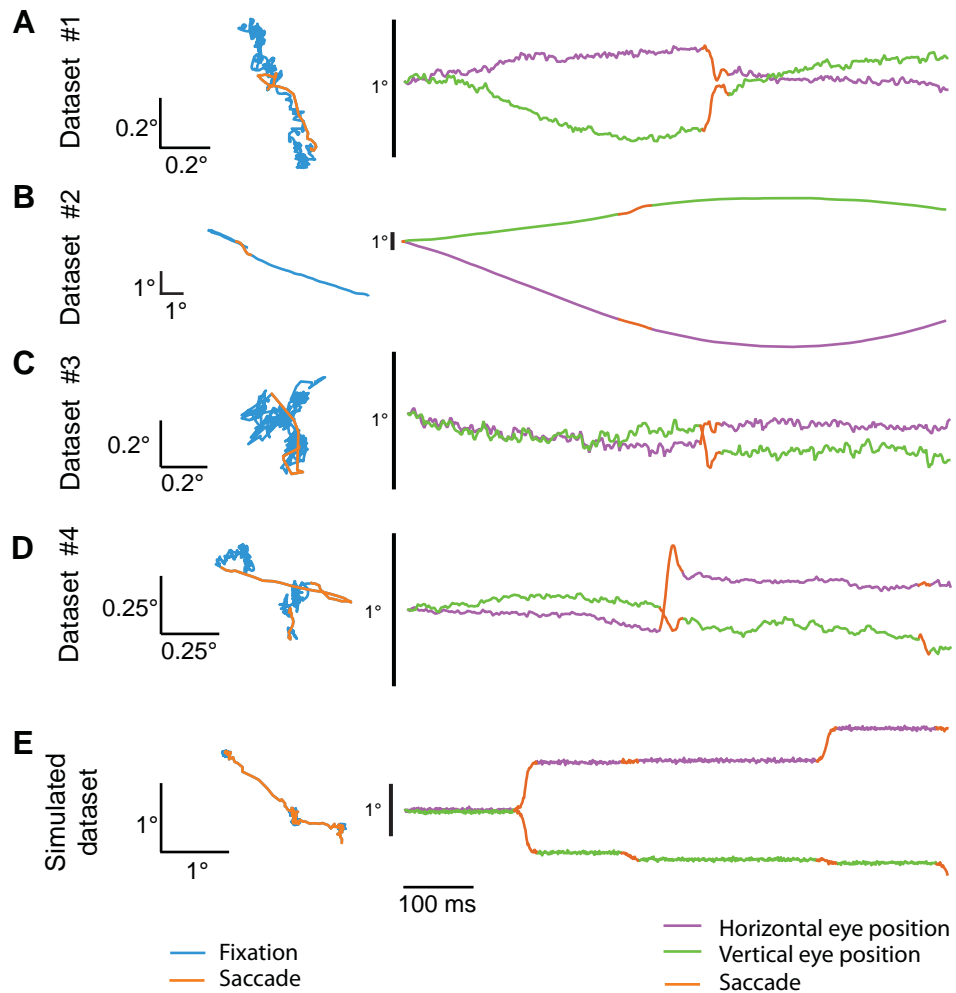 A
Dataset #1
0.2°
0.2°
1°
B
Dataset #2
1°
1°
1°
C
Dataset #3
0.2°
0.2°
1°
D
Dataset #4
0.25°
0.25°
1°
E
Simulated
dataset
1°
1°
1°
100 ms
Fixation
Saccade
Horizontal eye position
Vertical eye position
Saccade